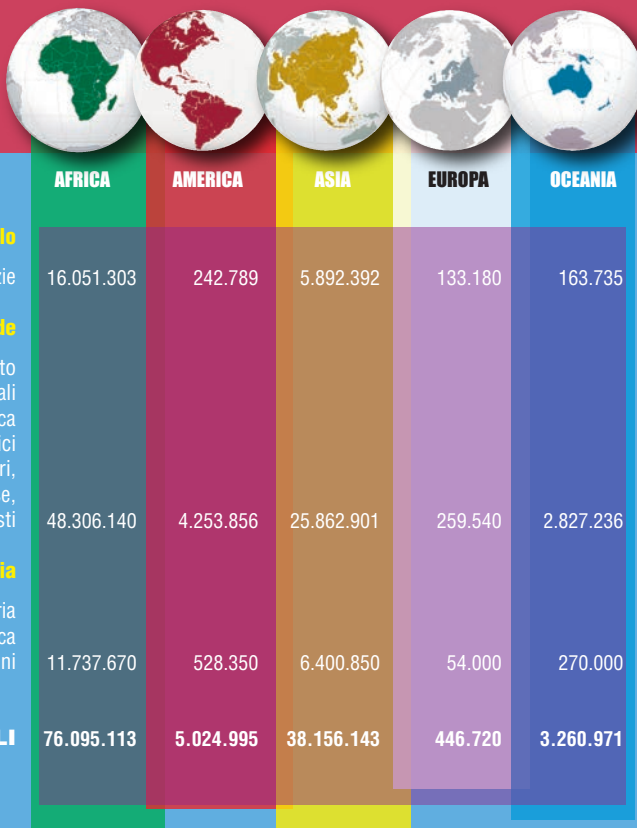 AFRICA AMERICA ASIA EUROPA OCEANIA
lo
zie 16.051.303 242.789 5.892.392 133.180 163.735
de
to
ali
ca
ici
ri,
e,
sti 48.306.140 4.253.856 25.862.901 259.540 2.827.236
ia
ria
ca
ni 11.737.670 528.350 6.400.850 54.000 270.000
LI 76.095.113 5.024.995 38.156.143 446.720 3.260.971